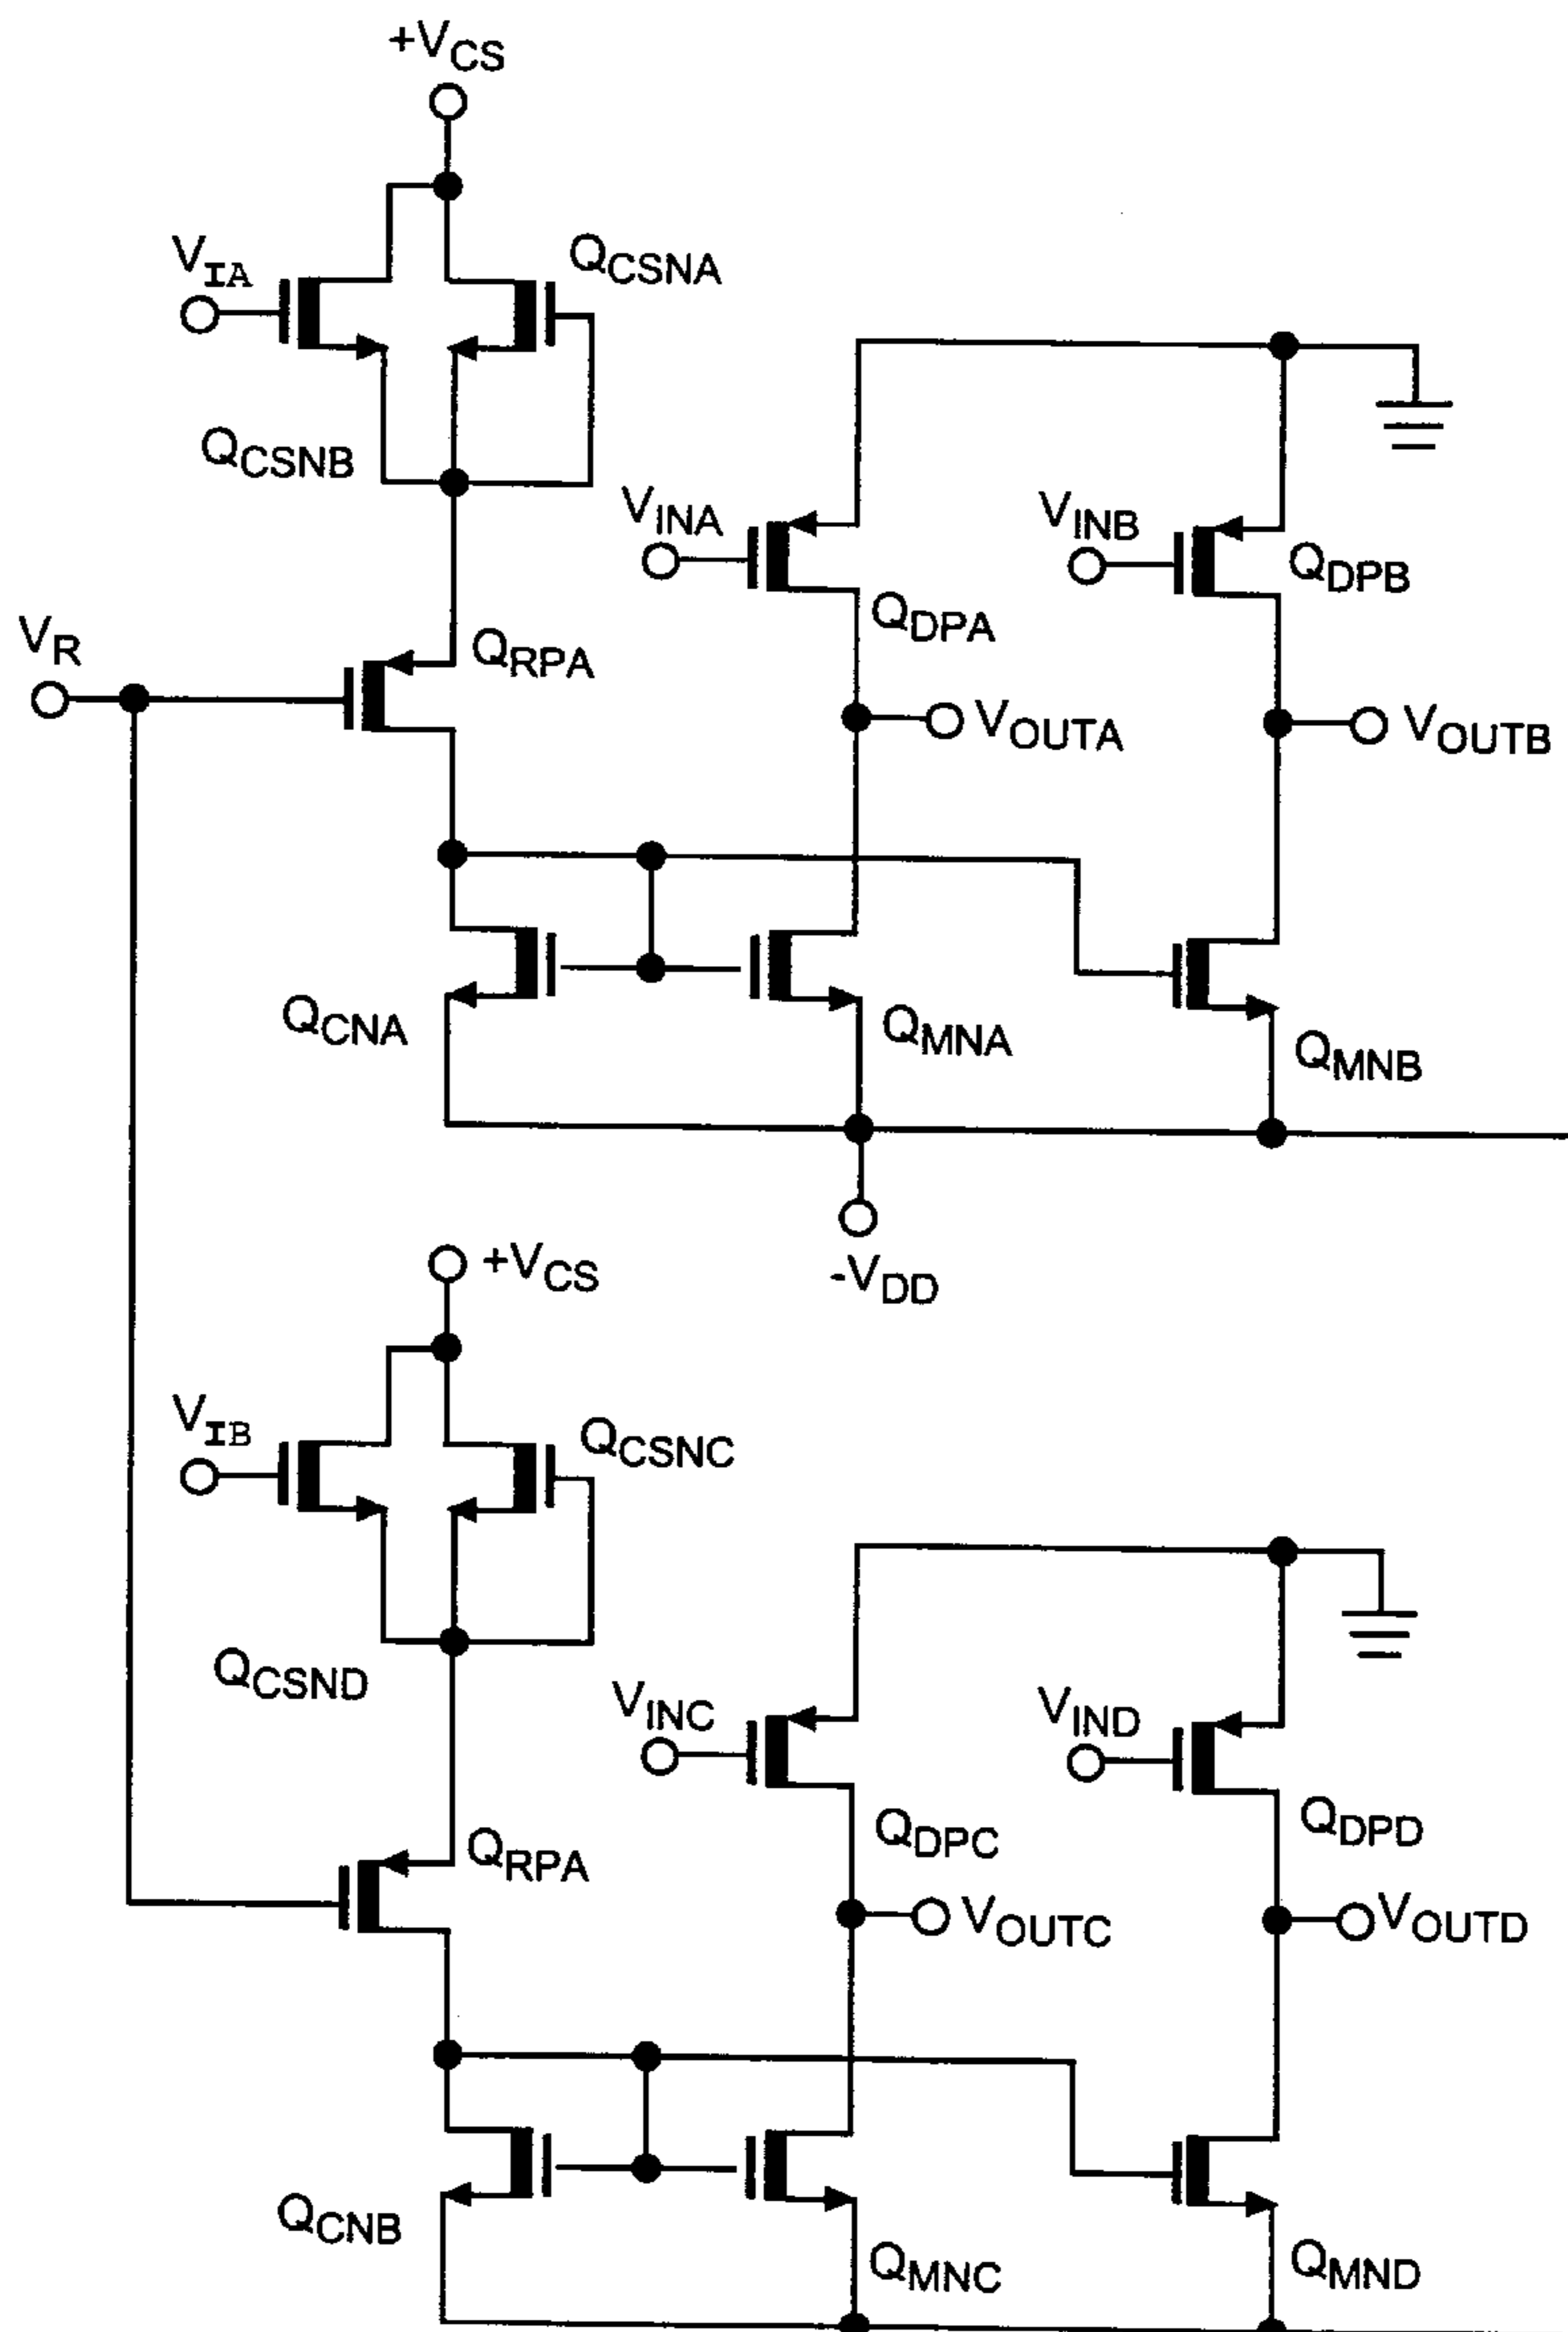 +VCS
VIA
QCSNA
QCSNB
VINA
VINB
QDPB
QDPA
VR
QRPA
VOUTA
VOUTB
QCNA
QMNA
QMNB
-VDD
+VCS
VIB
QCSNC
QCSND
VINC
VIND
QDPC
QDPD
QRPA
VOUTC
VOUTD
QCNB
QMNC
QMND